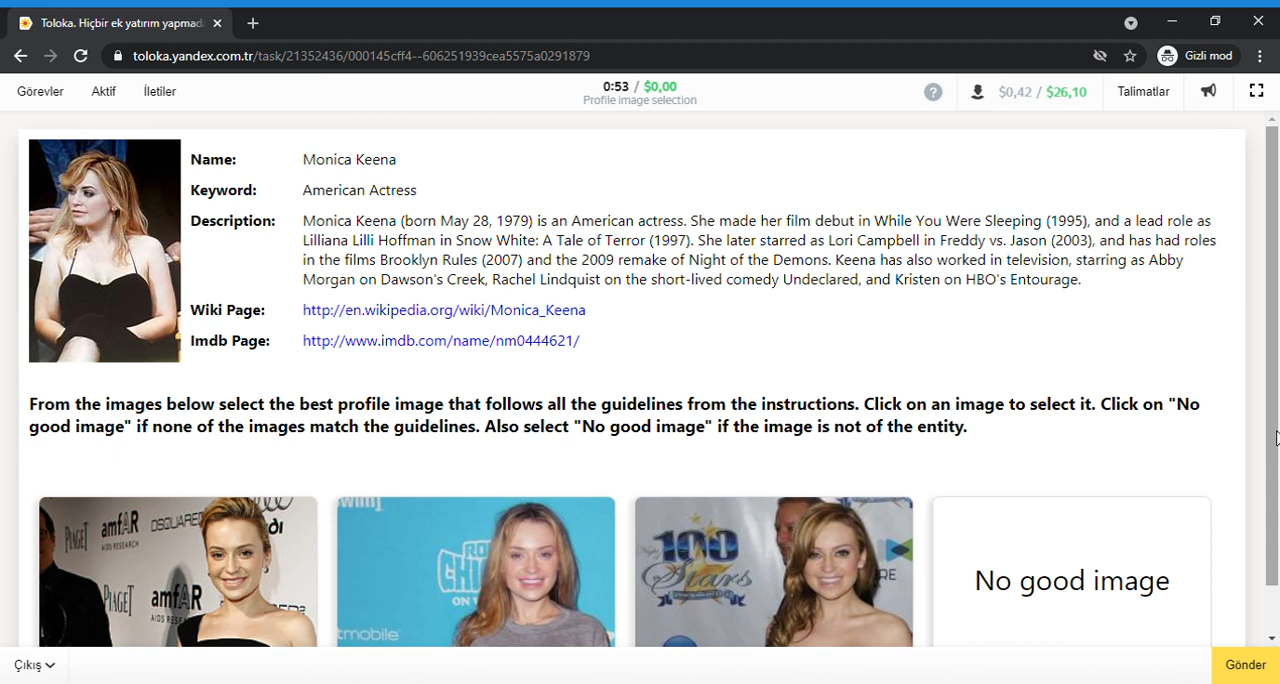 Toloka. Hiçbir ek yatırım yapmad
toloka.yandex.com.tr/task/21352436/000145cff4--606251939cea5575a0291879
Gizli mod
Görevler Aktif İletiler
0:53 / $0,00
Profile image selection
$0,42 / $26,10
Talimatlar
Name: Monica Keena
Keyword: American Actress
Description: Monica Keena (born May 28, 1979) is an American actress. She made her film debut in While You Were Sleeping (1995), and a lead role as
Lilliana Lilli Hoffman in Snow White: A Tale of Terror (1997). She later starred as Lori Campbell in Freddy vs. Jason (2003), and has had roles
in the films Brooklyn Rules (2007) and the 2009 remake of Night of the Demons. Keena has also worked in television, starring as Abby
Morgan on Dawson's Creek, Rachel Lindquist on the short-lived comedy Undeclared, and Kristen on HBO's Entourage.
Wiki Page: http://en.wikipedia.org/wiki/Monica_Keena
Imdb Page: http://www.imdb.com/name/nm0444621/
From the images below select the best profile image that follows all the guidelines from the instructions. Click on an image to select it. Click on "No
good image" if none of the images match the guidelines. Also select "No good image" if the image is not of the entity.
PIAGET amfAR DSQUARED
AIDS RESEARCH
PIAGET amfAR
AIDS RES
tmobile
100
Stars
No good image
Çıkış
Gönder